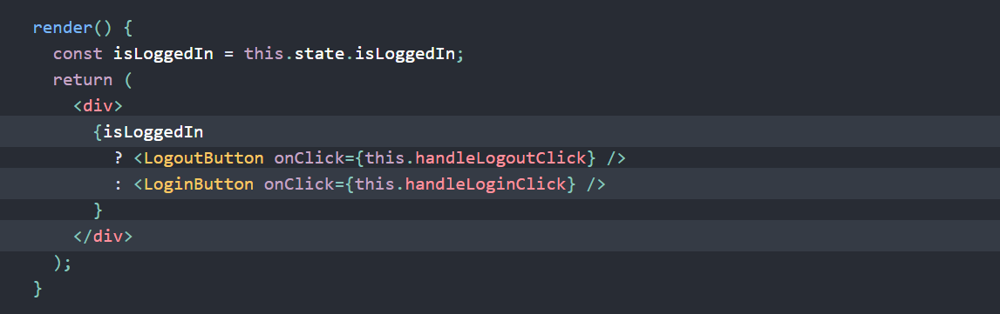 render() {
  const isLoggedIn = this.state.isLoggedIn;
  return (
    <div>
      {isLoggedIn
        ? <LogoutButton onClick={this.handleLogoutClick} />
        : <LoginButton onClick={this.handleLoginClick} />
      }
    </div>
  );
}